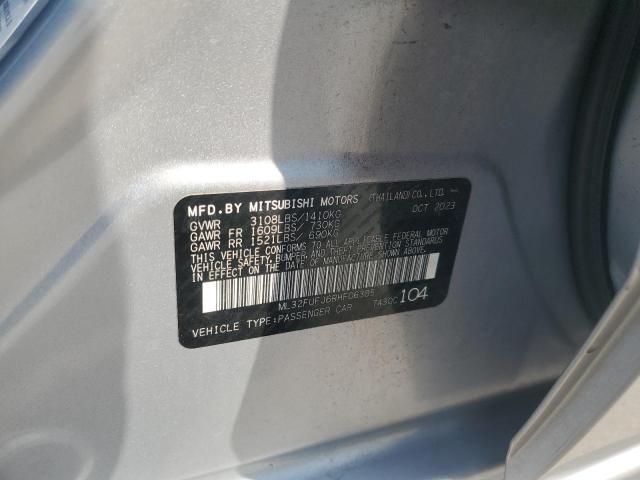 MFD.BY MITSUBISHI MOTORS (THAILAND) CO., LTD.
GVWR 3108LBS/1410KG OCT 2023
GAWR FR 1609LBS/ 730KG
GAWR RR 1521LBS/ 690KG
THIS VEHICLE CONFORMS TO ALL APPLICABLE FEDERAL MOTOR
VEHICLE SAFETY, BUMPER, AND THEFT PREVENTION STANDARDS
IN EFFECT ON THE DATE OF MANUFACTURE SHOWN ABOVE.
ML32FUFJ6RHF06385
VEHICLE TYPE:PASSENGER CAR 7A30C 104